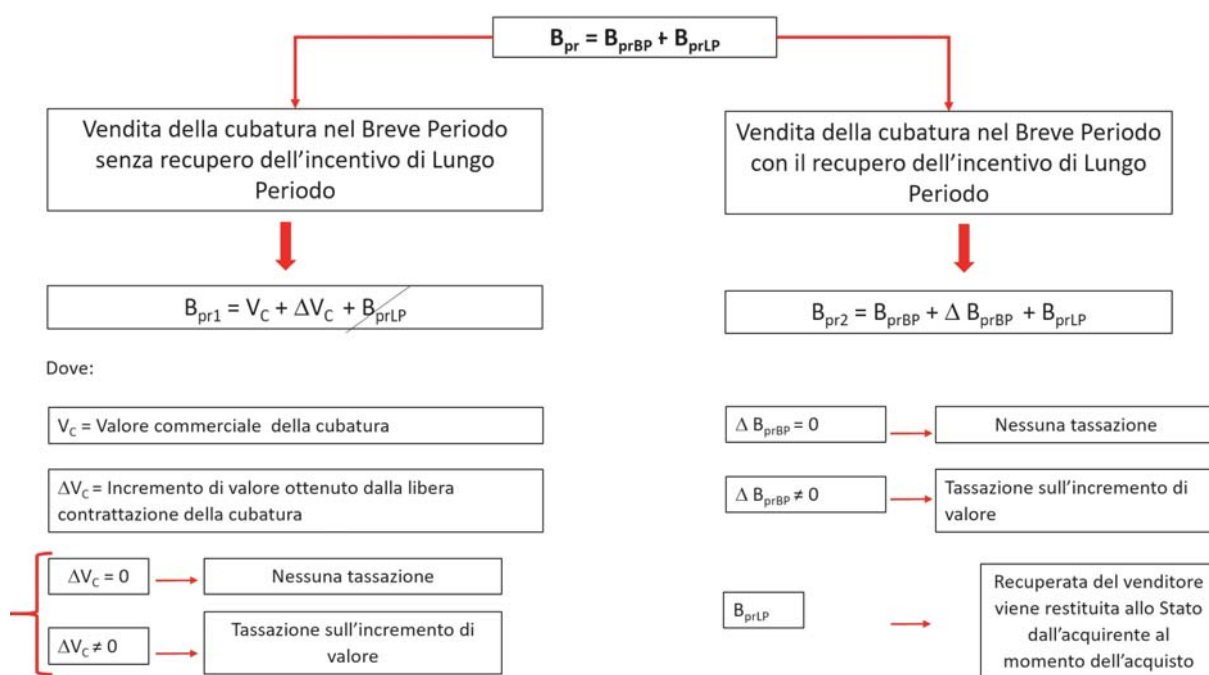 B_prBP + B_prLP
B_pr = B_prBP + B_prLP
Vendita della cubatura nel Breve Periodo
senza recupero dell'incentivo di Lungo
Periodo
B_pr1 = V_C + ΔV_C + B_prLP
Dove:
V_C = Valore commerciale della cubatura
ΔV_C = Incremento di valore ottenuto dalla libera
contrattazione della cubatura
ΔV_C = 0
Nessuna tassazione
ΔV_C ≠ 0
Tassazione sull'incremento di
valore
Vendita della cubatura nel Breve Periodo
con il recupero dell'incentivo di Lungo
Periodo
B_pr2 = B_prBP + Δ B_prBP + B_prLP
Δ B_prBP = 0
Nessuna tassazione
Δ B_prBP ≠ 0
Tassazione sull'incremento di
valore
B_prLP
Recuperata del venditore
viene restituita allo Stato
dall'acquirente al
momento dell'acquisto